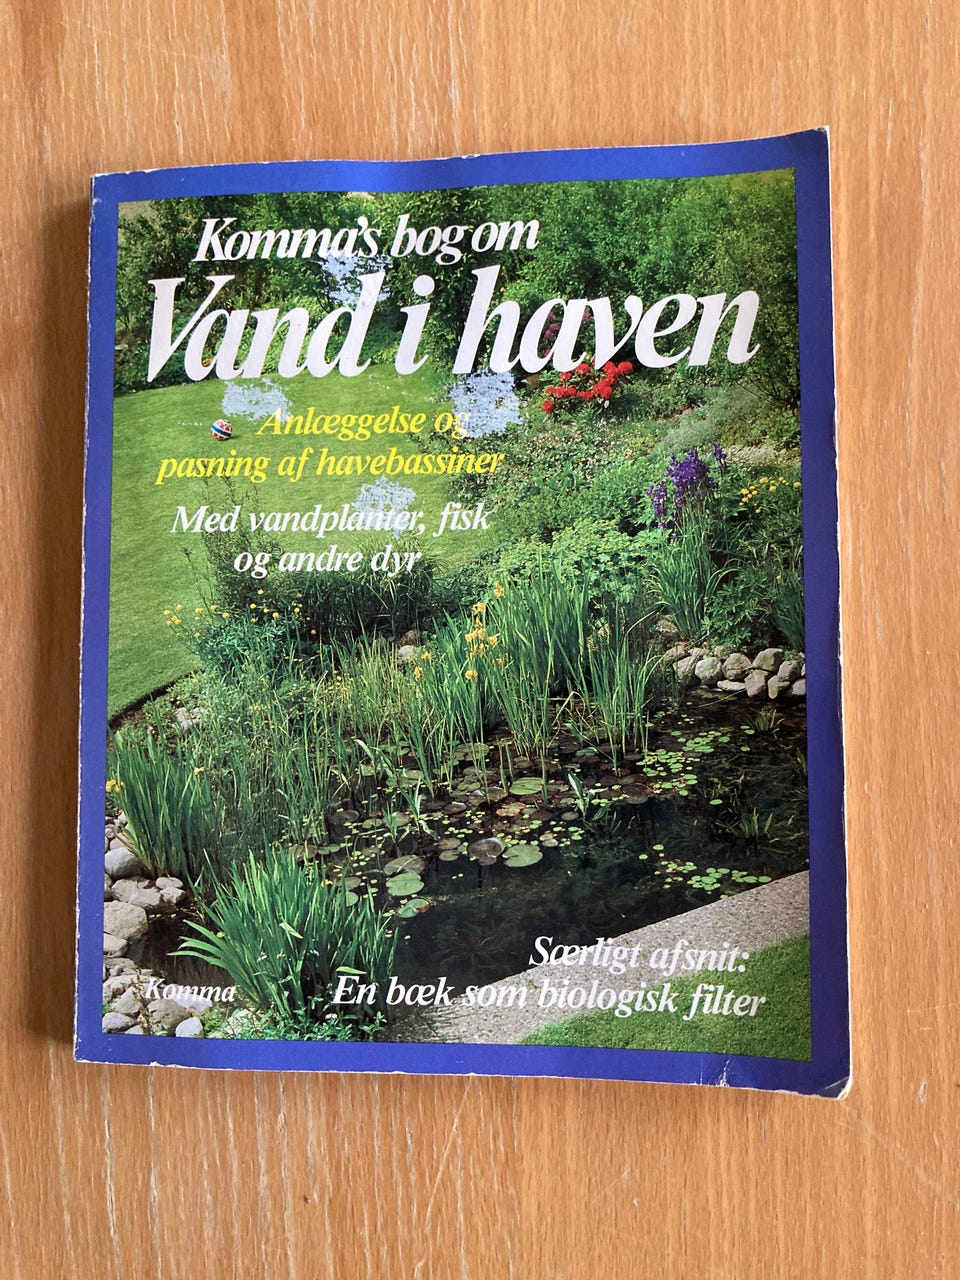 Komma's bog om
Vand i haven
Anlæggelse og
pasning af havebassiner
Med vandplanter, fisk
og andre dyr
Særligt afsnit:
En bæk som biologisk filter
Komma